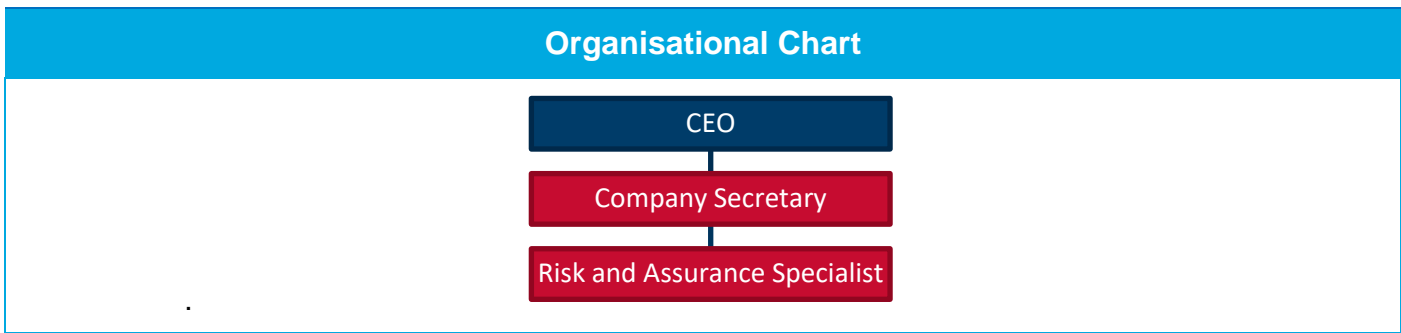 Organisational Chart
CEO
Company Secretary
Risk and Assurance Specialist
.